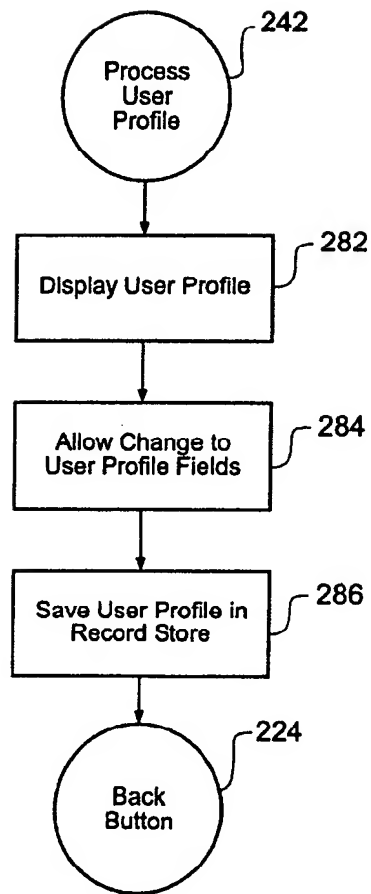 242
Process
User
Profile
282
Display User Profile
284
Allow Change to
User Profile Fields
286
Save User Profile in
Record Store
224
Back
Button